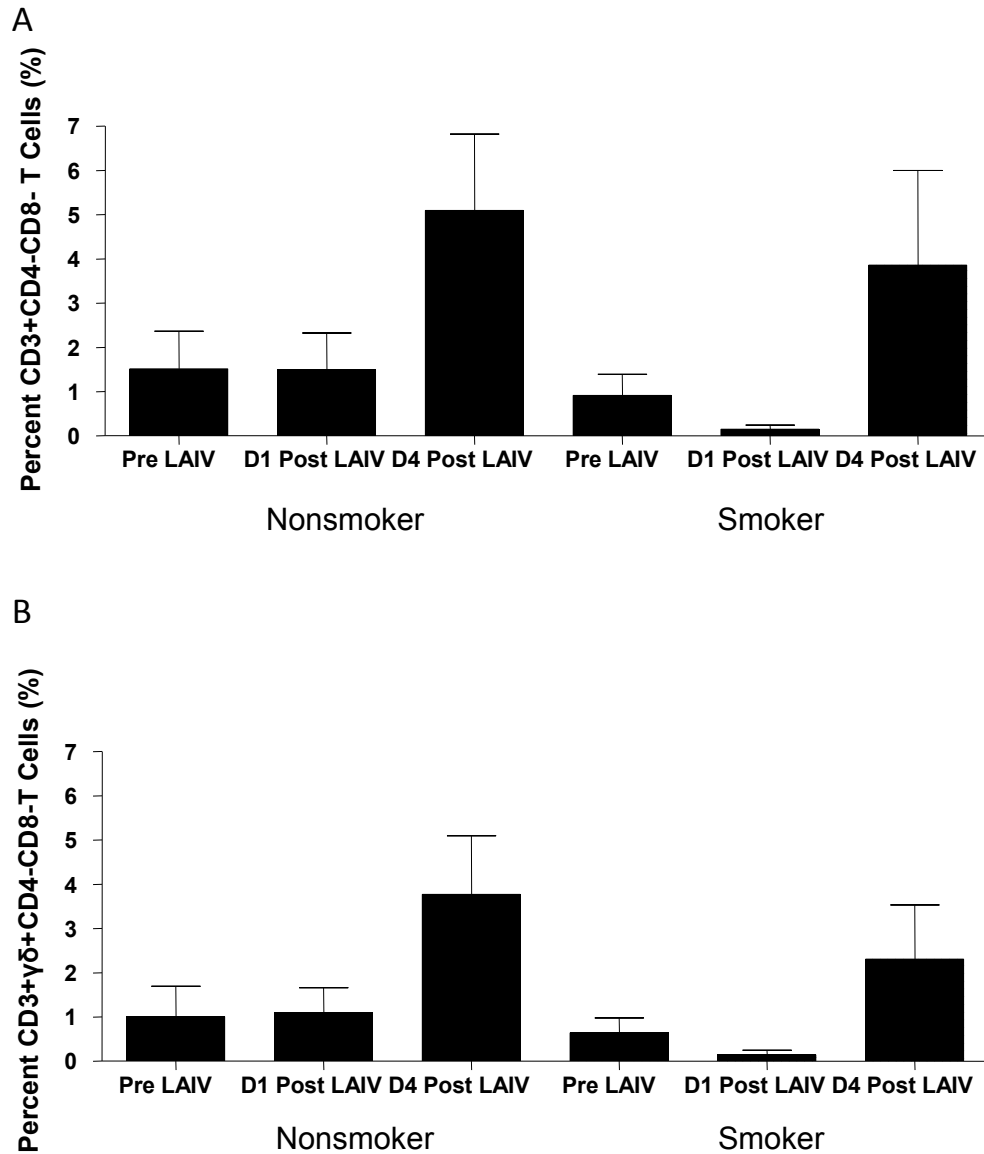 A
Percent CD3+CD4-CD8- T Cells (%)
7
6
5
4
3
2
1
0
Pre LAIV D1 Post LAIV D4 Post LAIV Pre LAIV D1 Post LAIV D4 Post LAIV
Nonsmoker Smoker
B
Percent CD3+γδ+CD4-CD8-T Cells (%)
7
6
5
4
3
2
1
0
Pre LAIV D1 Post LAIV D4 Post LAIV Pre LAIV D1 Post LAIV D4 Post LAIV
Nonsmoker Smoker